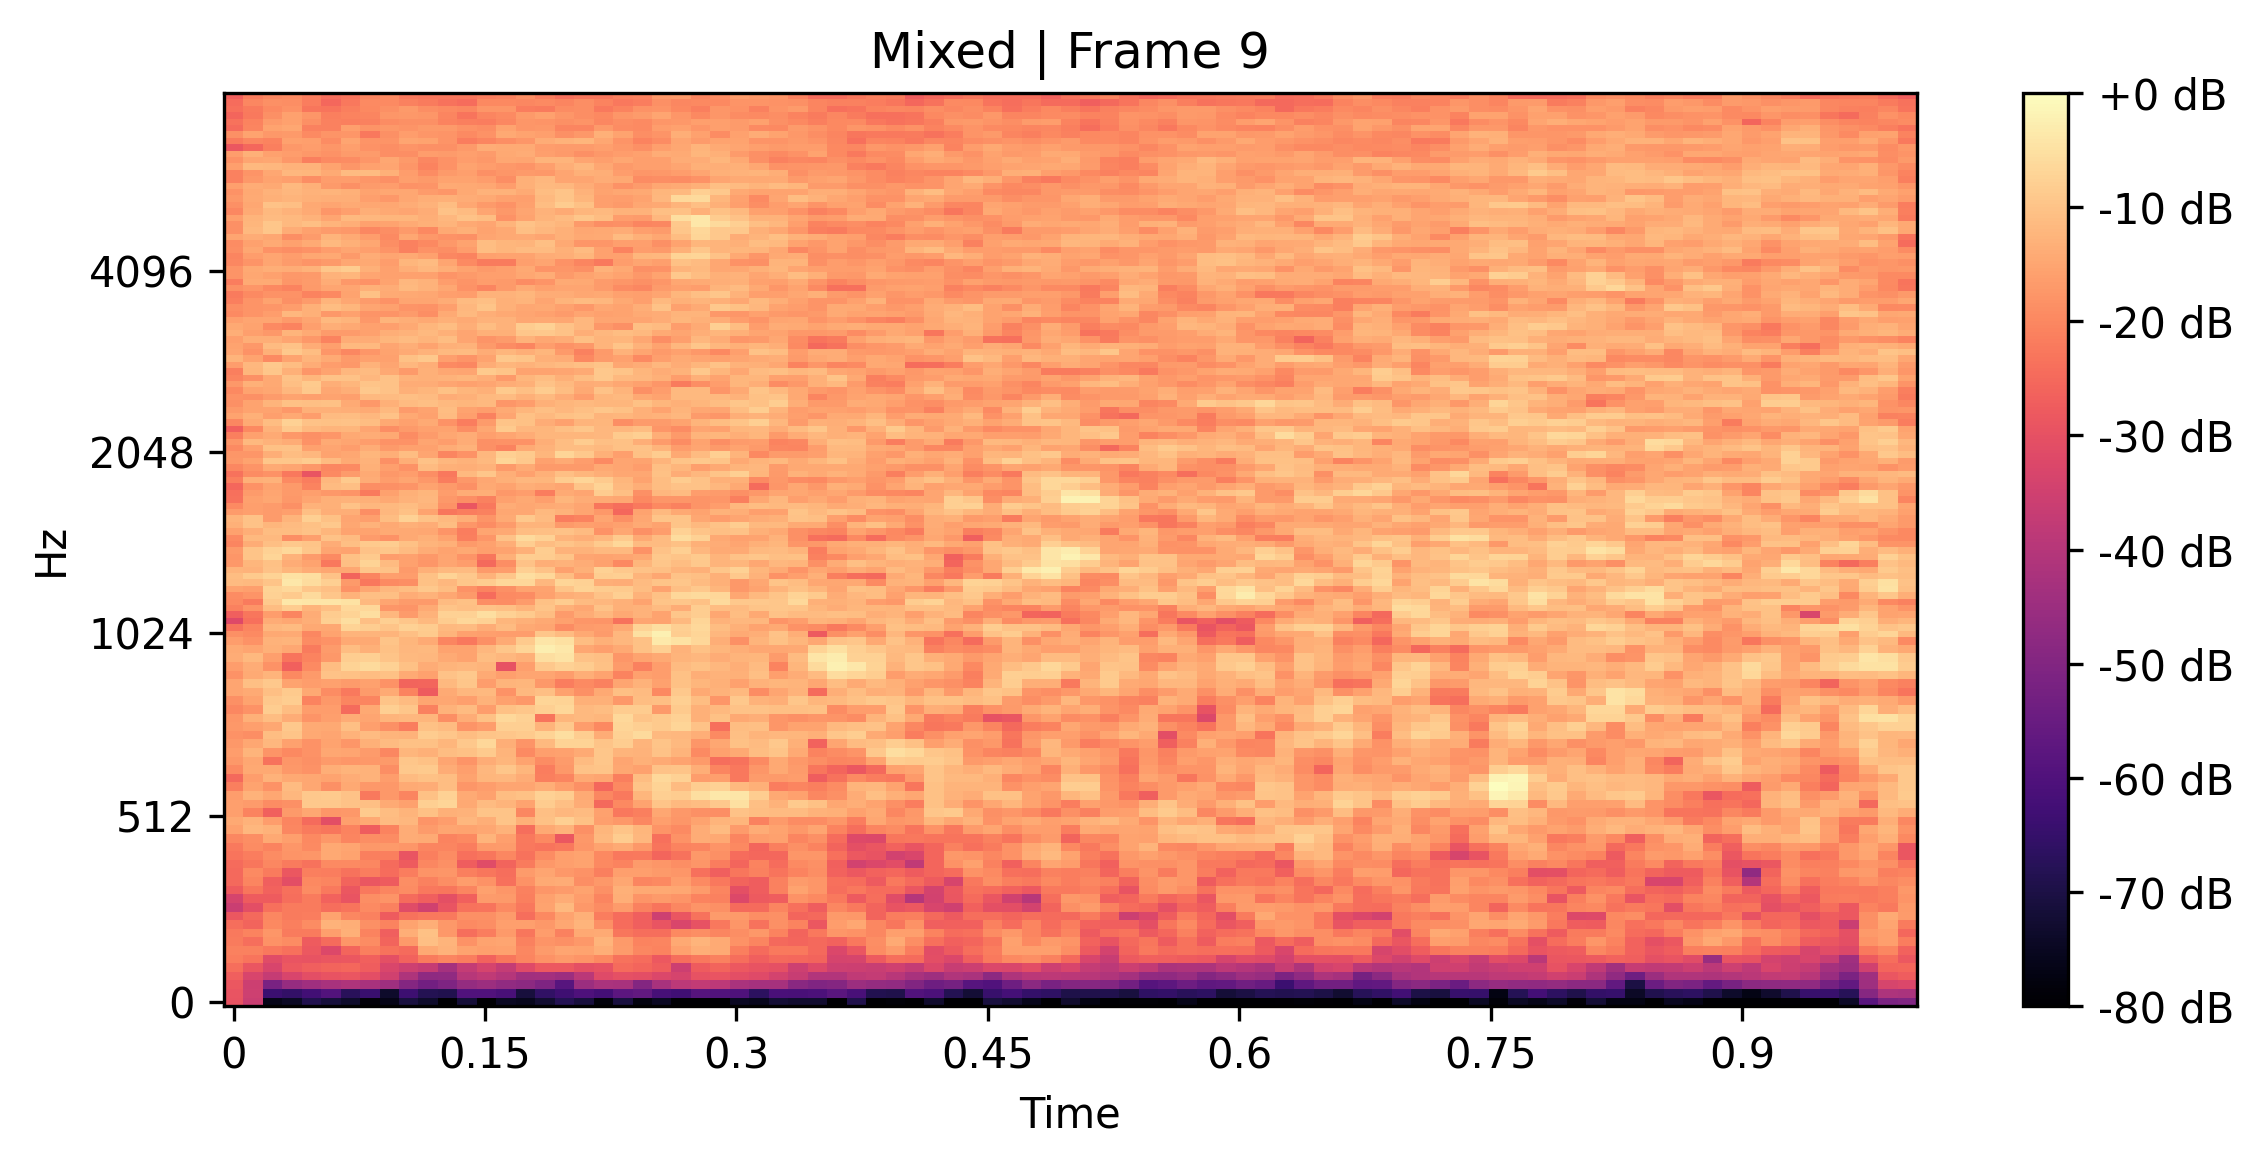 Mixed | Frame 9
Hz
4096
2048
1024
512
0
0 0.15 0.3 0.45 0.6 0.75 0.9
Time
+0 dB
-10 dB
-20 dB
-30 dB
-40 dB
-50 dB
-60 dB
-70 dB
-80 dB